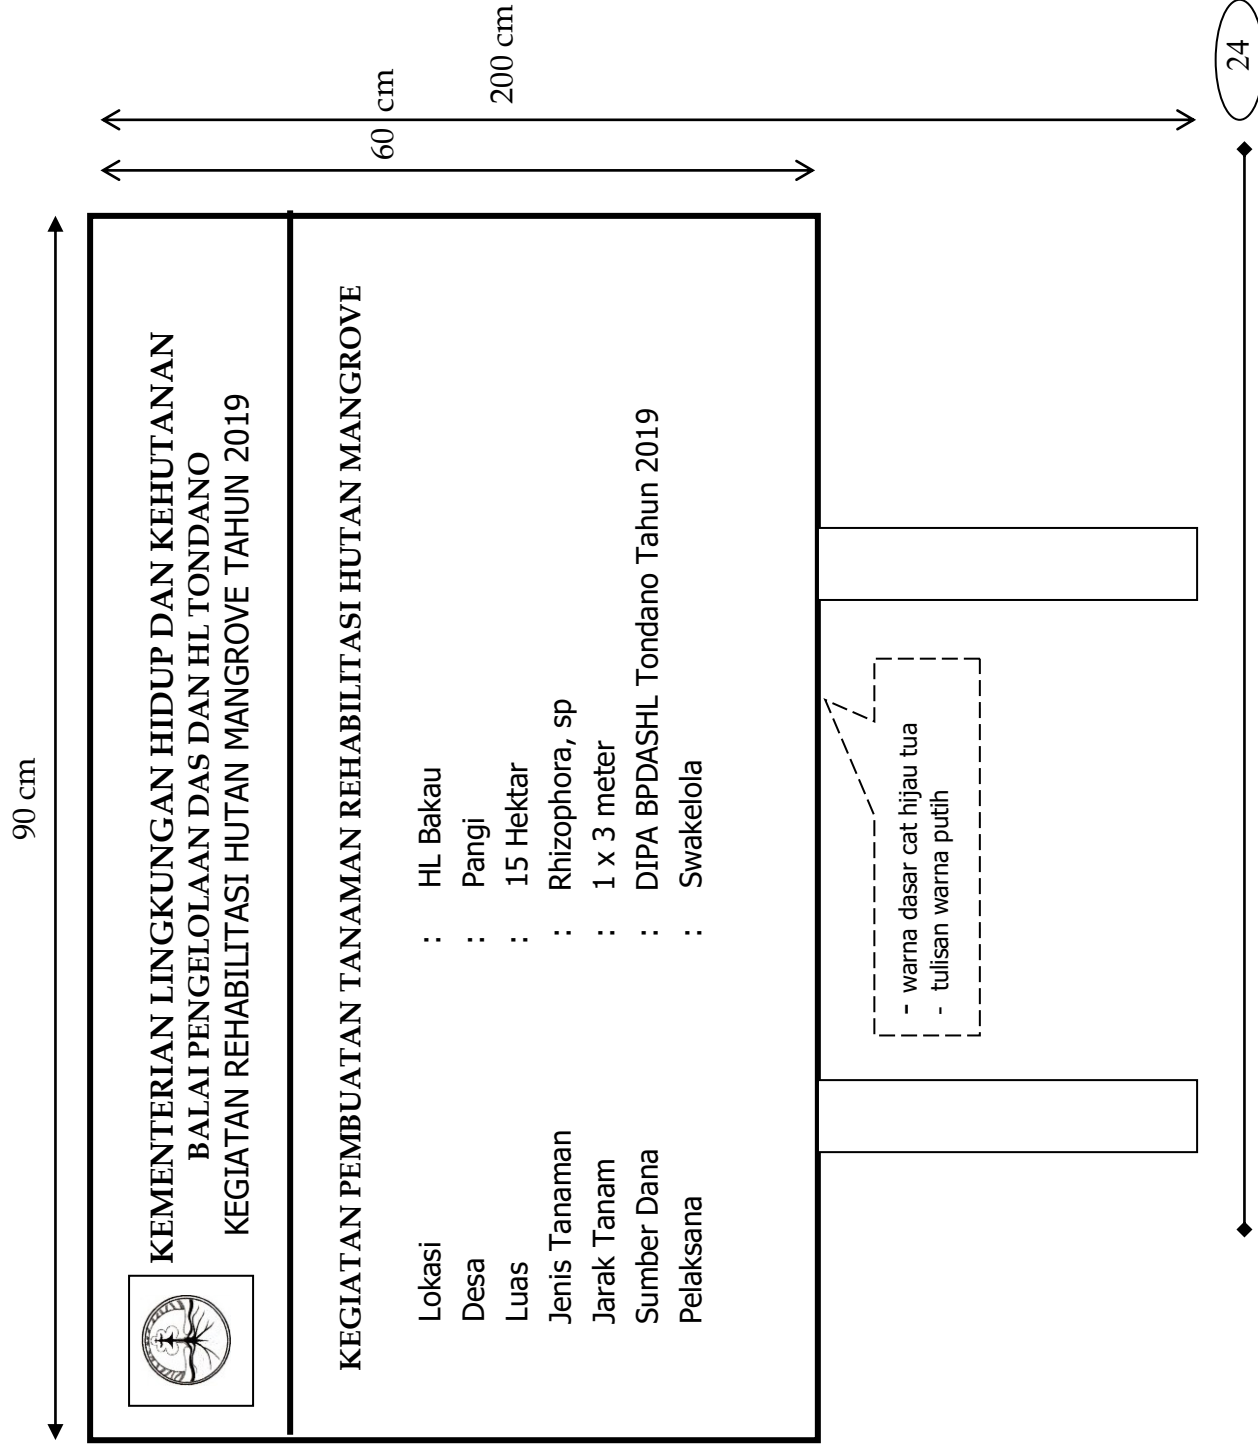 90 cm
KEMENTERIAN LINGKUNGAN HIDUP DAN KEHUTANAN
BALAI PENGELOLAAN DAS DAN HL TONDANO
KEGIATAN REHABILITASI HUTAN MANGROVE TAHUN 2019
KEGIATAN PEMBUATAN TANAMAN REHABILITASI HUTAN MANGROVE
60 cm
200 cm
Lokasi : HL Bakau
Desa : Pangi
Luas : 15 Hektar
Jenis Tanaman : Rhizophora, sp
Jarak Tanam : 1 x 3 meter
Sumber Dana : DIPA BPDASHL Tondano Tahun 2019
Pelaksana : Swakelola
- warna dasar cat hijau tua
- tulisan warna putih
24